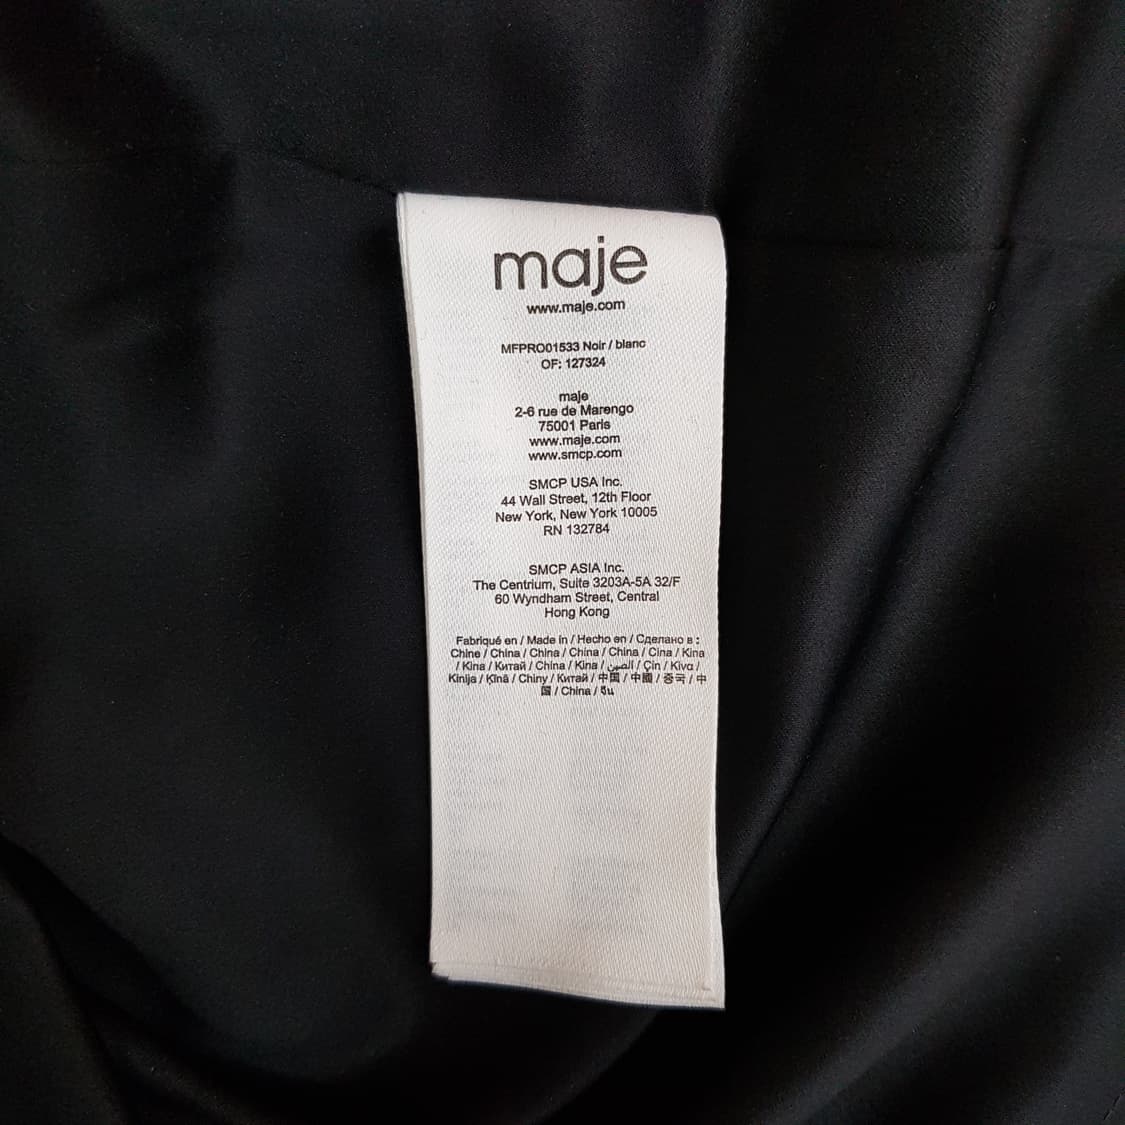 maje
www.maje.com
MFPRO01533 Noir / blanc
OF: 127324
maje
2-6 rue de Marengo
75001 Paris
www.maje.com
www.smcp.com
SMCP USA Inc.
44 Wall Street, 12th Floor
New York, New York 10005
RN 132784
SMCP ASIA Inc.
The Centrium, Suite 3203A-5A 32/F
60 Wyndham Street, Central
Hong Kong
Fabriqué en / Made in / Hecho en / Сделано в :
Chine / China / China / China / China / Cina / Kina
/ Kina / Китай / China / Kina / الصين / Çin / Κίνα /
Kinija / Ķīnā / Chiny / Китай / 中国 / 中國 / 중국 / 中
国 / China / จีน